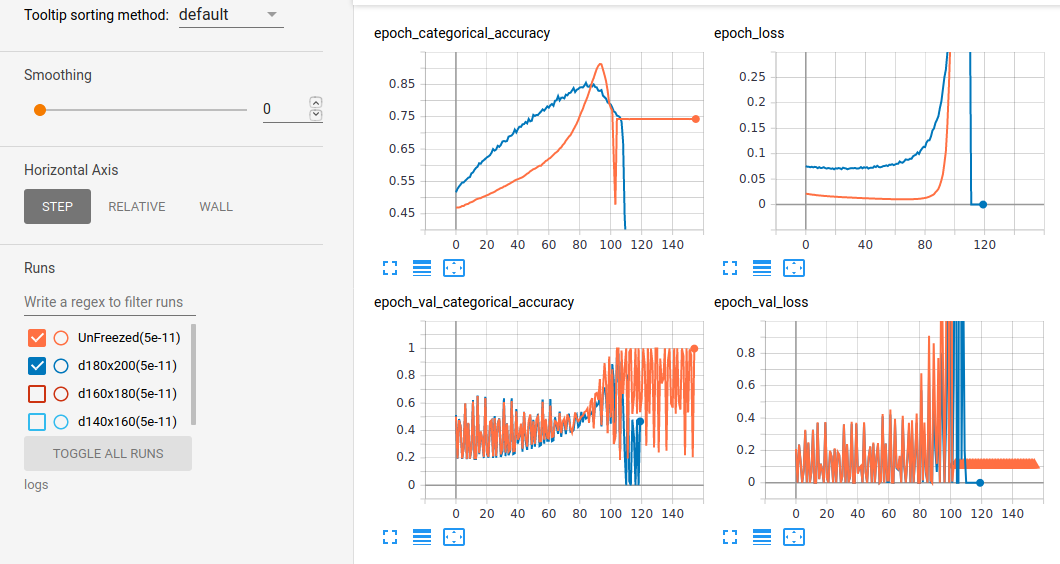 Tooltip sorting method: default
Smoothing
0
Horizontal Axis
STEP RELATIVE WALL
Runs
Write a regex to filter runs
UnFreezed(5e-11)
d180x200(5e-11)
d160x180(5e-11)
d140x160(5e-11)
TOGGLE ALL RUNS
logs
epoch_categorical_accuracy
0.85
0.75
0.65
0.55
0.45
0 20 40 60 80 100 120 140
epoch_loss
0.25
0.2
0.15
0.1
0.05
0
0 40 80 120
epoch_val_categorical_accuracy
1
0.8
0.6
0.4
0.2
0
0 20 40 60 80 100 120 140
epoch_val_loss
0.8
0.6
0.4
0.2
0
0 20 40 60 80 100 120 140